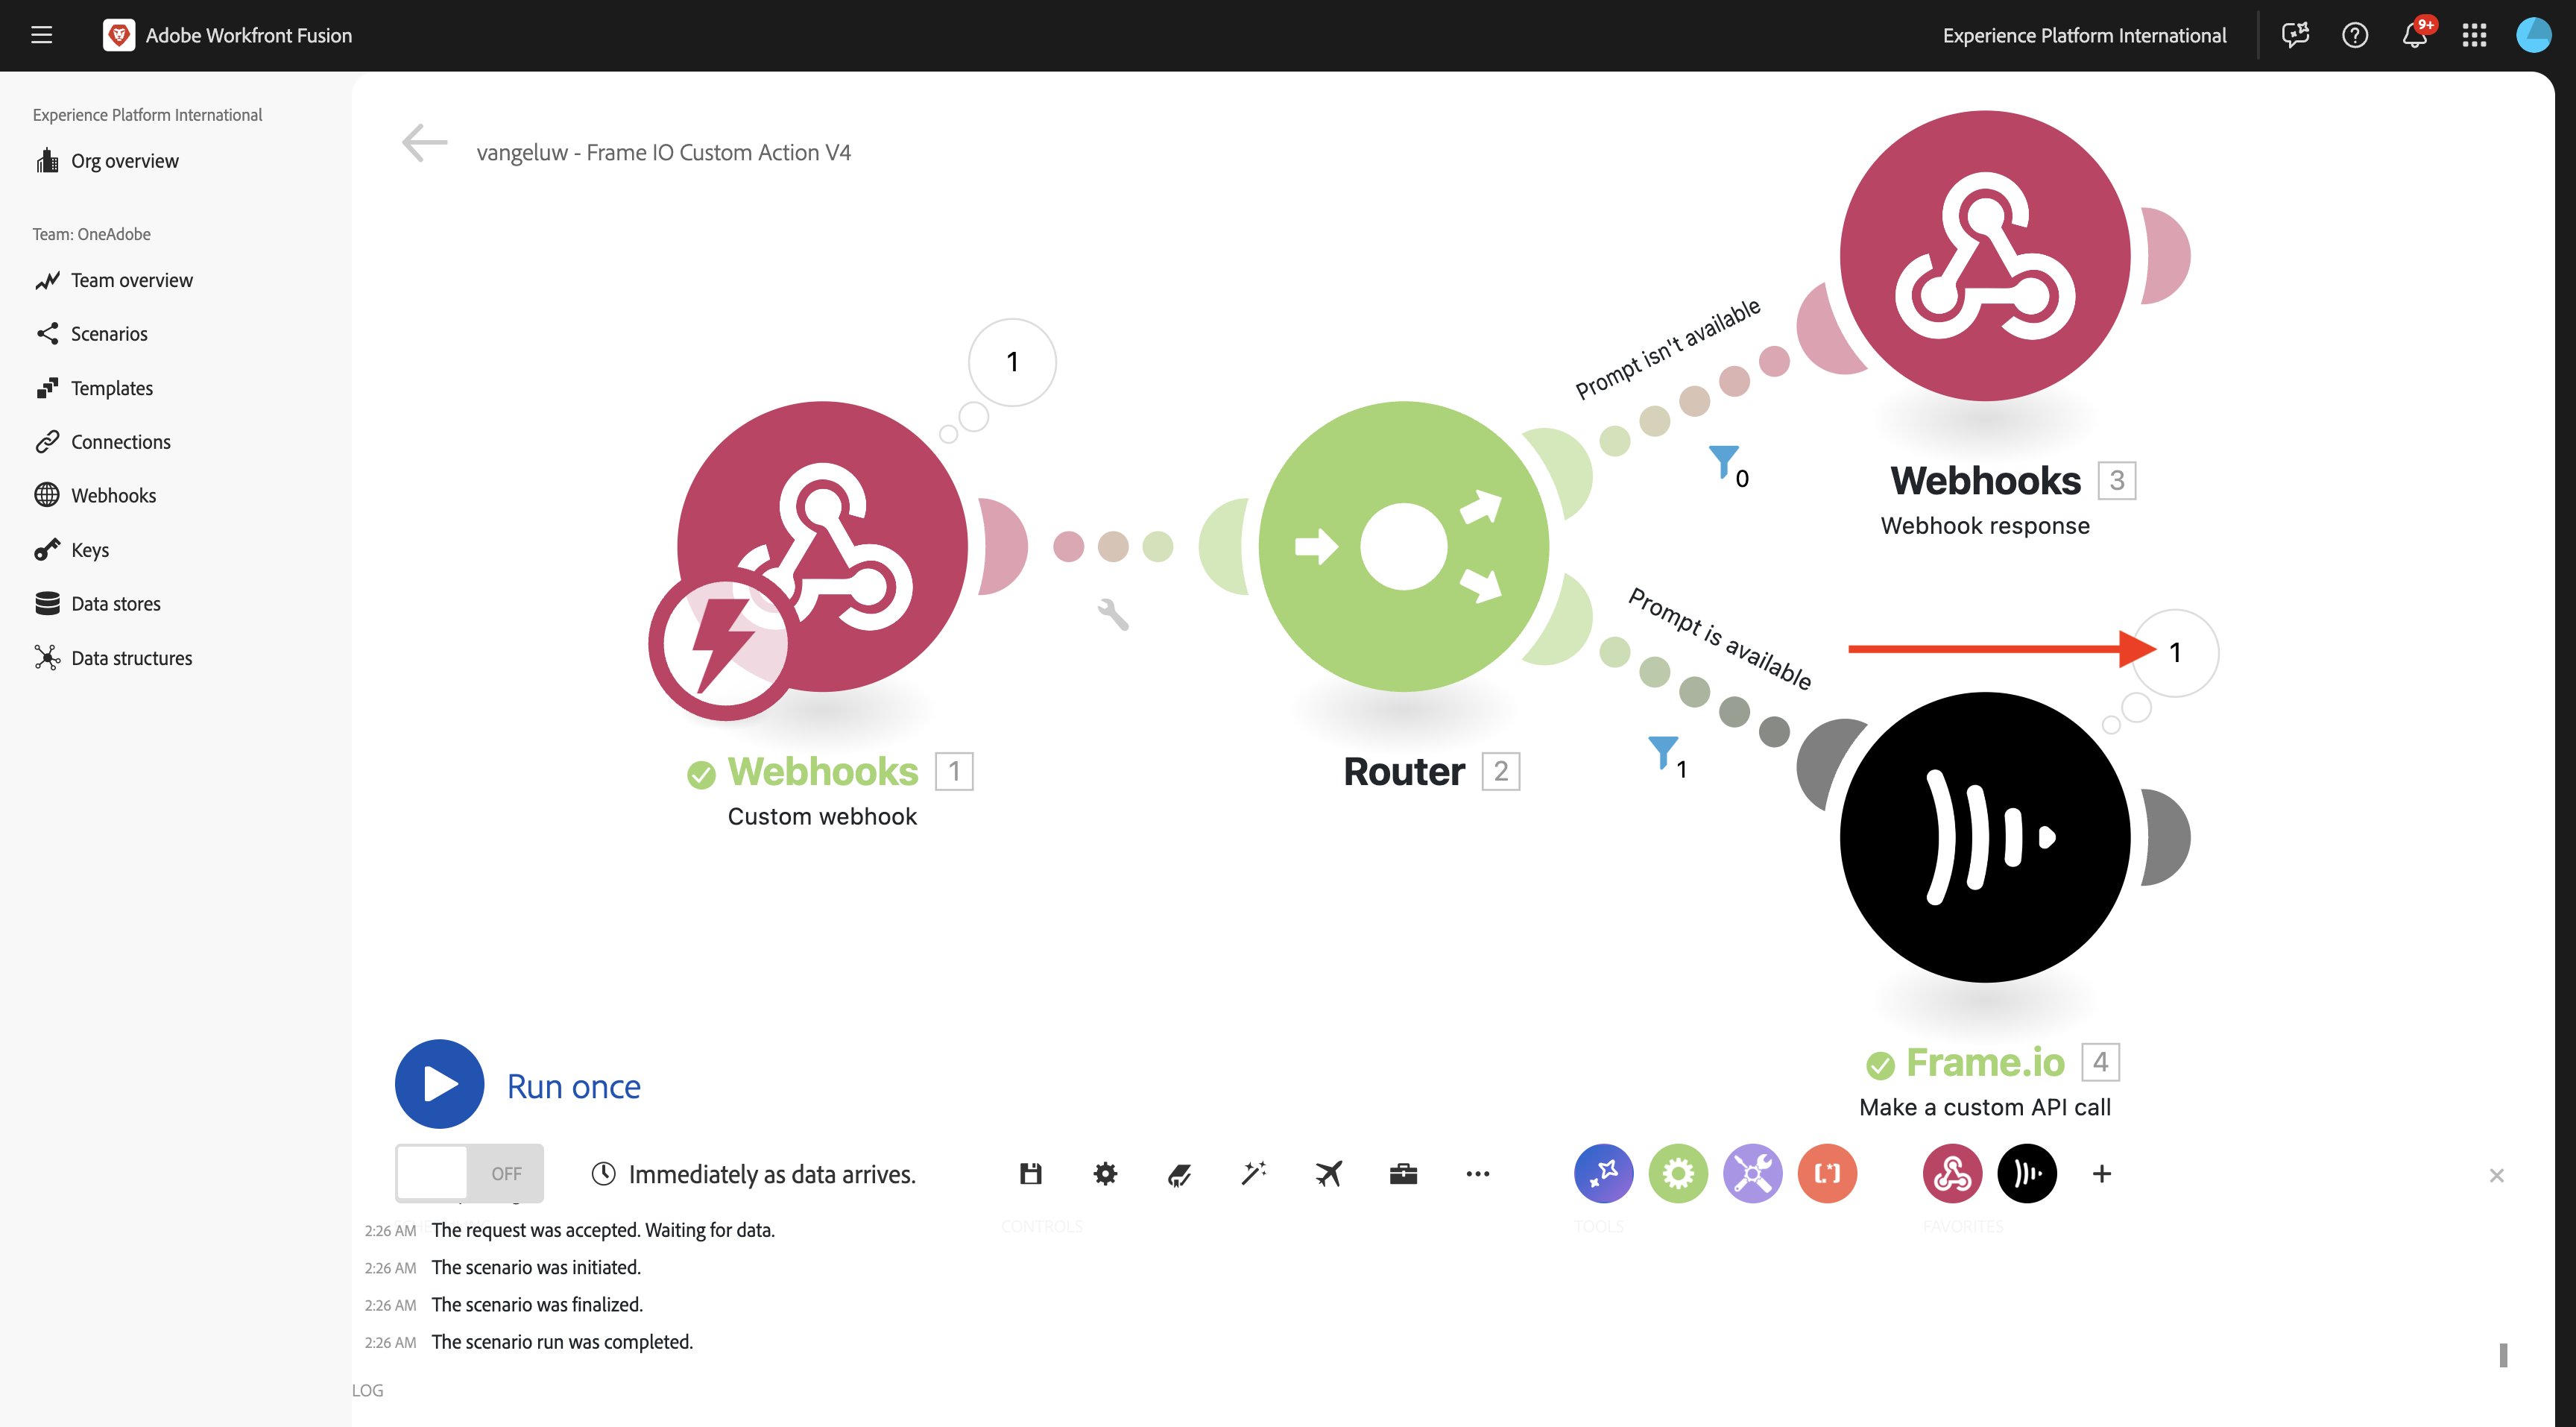 Adobe Workfront Fusion
Experience Platform International
9+
Experience Platform International
Org overview
Team: OneAdobe
Team overview
Scenarios
Templates
Connections
Webhooks
Keys
Data stores
Data structures
vangeluw - Frame IO Custom Action V4
1
Webhooks 1
Custom webhook
Router 2
Prompt isn't available
0
Webhooks 3
Webhook response
Prompt is available
1
1
Frame.io 4
Make a custom API call
Run once
OFF
Immediately as data arrives.
CONTROLS
TOOLS
FAVORITES
2:26 AM The request was accepted. Waiting for data.
2:26 AM The scenario was initiated.
2:26 AM The scenario was finalized.
2:26 AM The scenario run was completed.
LOG